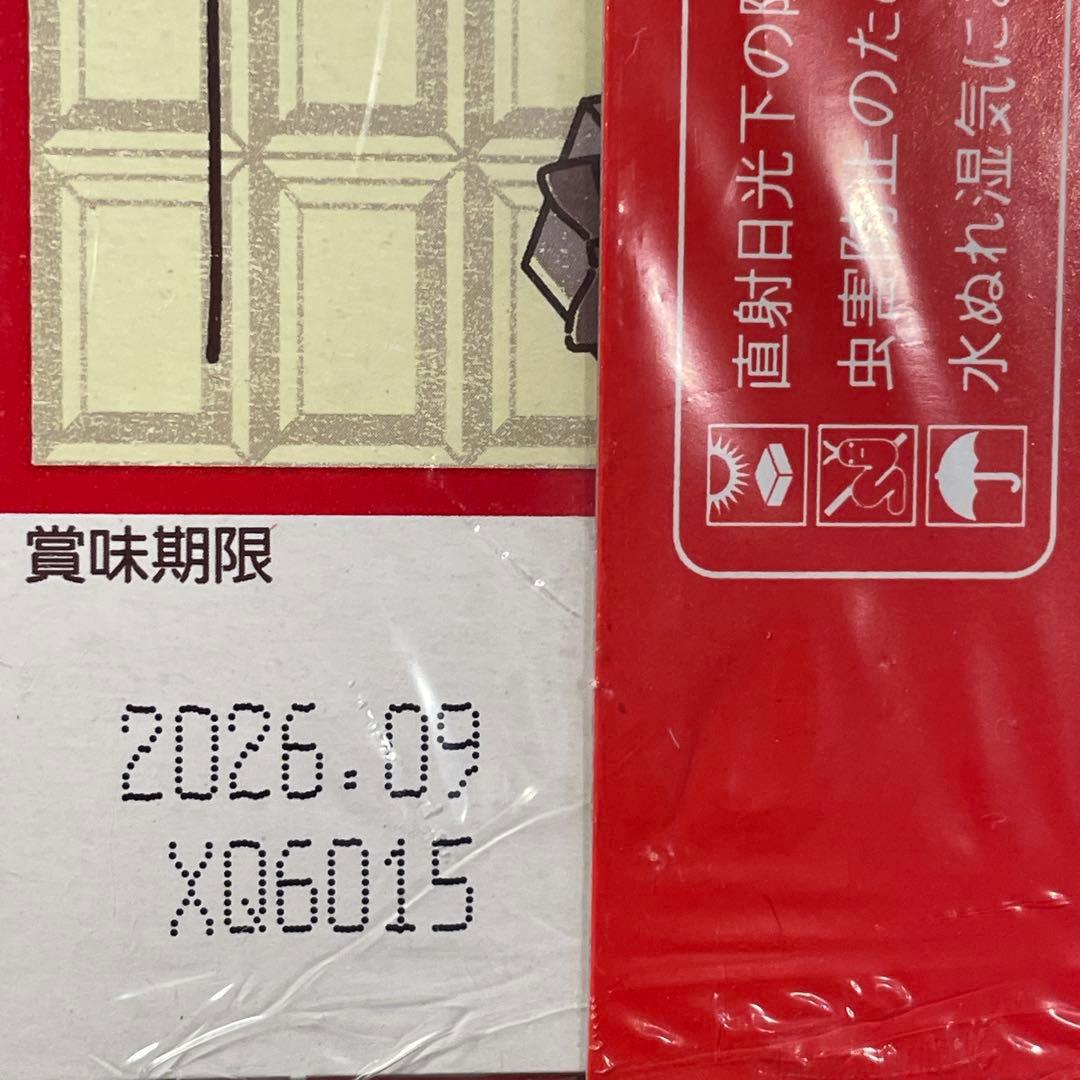 賞味期限
2026.09
XQ6015
直射日光下の
虫害防止のため
水ぬれ湿気に